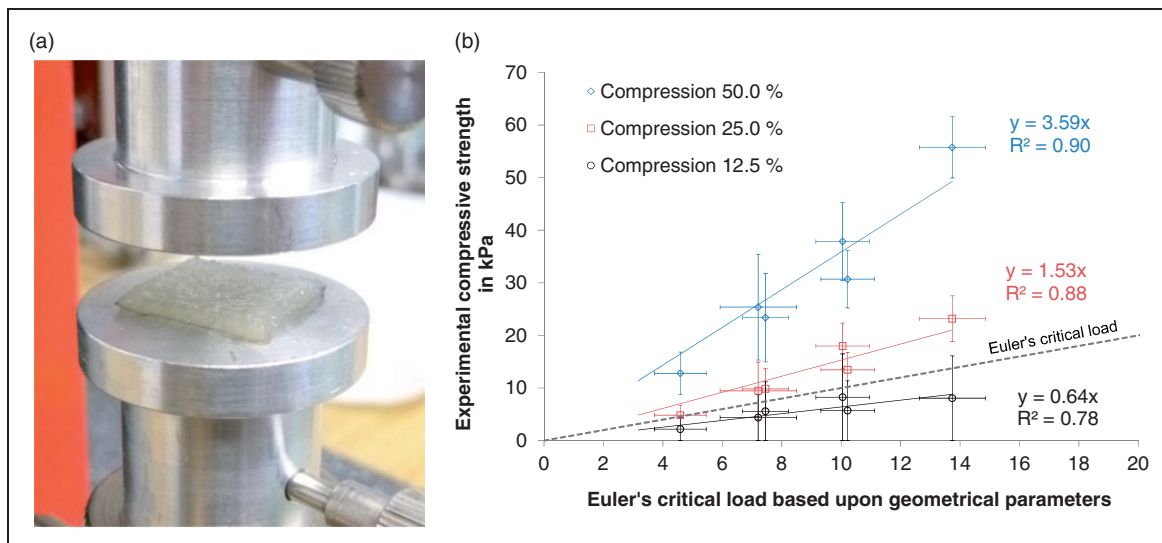 (a)
(b)
Experimental compressive strength
in kPa
70
60
50
40
30
20
10
0
Compression 50.0 %
Compression 25.0 %
Compression 12.5 %
y = 3.59x
R² = 0.90
y = 1.53x
R² = 0.88
Euler's critical load
y = 0.64x
R² = 0.78
0 2 4 6 8 10 12 14 16 18 20
Euler's critical load based upon geometrical parameters